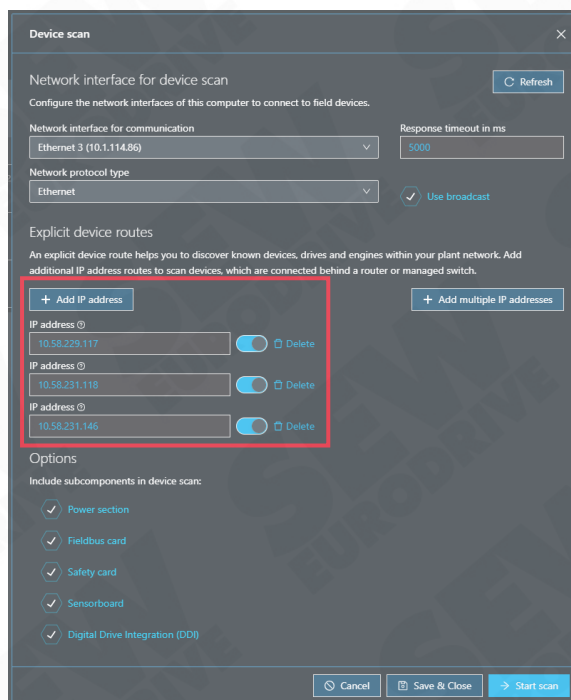 Device scan
Network interface for device scan
Refresh
Configure the network interfaces of this computer to connect to field devices.
Network interface for communication
Response timeout in ms
Ethernet 3 (10.1.114.86)
5000
Network protocol type
Ethernet
Use broadcast
Explicit device routes
An explicit device route helps you to discover known devices, drives and engines within your plant network. Add
additional IP address routes to scan devices, which are connected behind a router or managed switch.
+ Add IP address
+ Add multiple IP addresses
IP address
10.58.229.117
Delete
IP address
10.58.231.118
Delete
IP address
10.58.231.146
Delete
Options
Include subcomponents in device scan:
Power section
Fieldbus card
Safety card
Sensorboard
Digital Drive Integration (DDI)
Cancel
Save & Close
Start scan
SEW
EURODRIVE